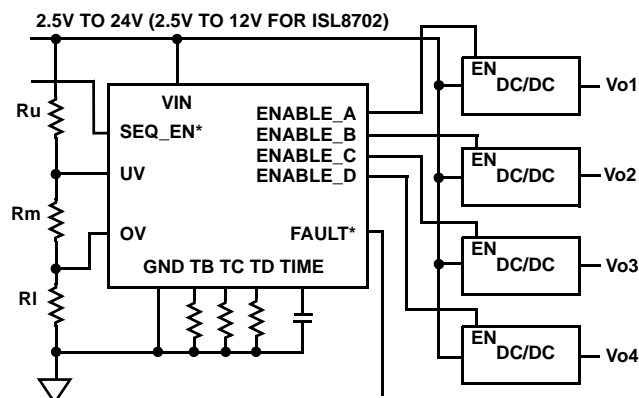 2.5V TO 24V (2.5V TO 12V FOR ISL8702)
EN
DC/DC
Vo1
VIN
Ru
ENABLE_A
SEQ_EN*
ENABLE_B
ENABLE_C
EN
DC/DC
Vo2
UV
ENABLE_D
Rm
OV
FAULT*
EN
DC/DC
Vo3
GND TB TC TD TIME
Rl
EN
DC/DC
Vo4